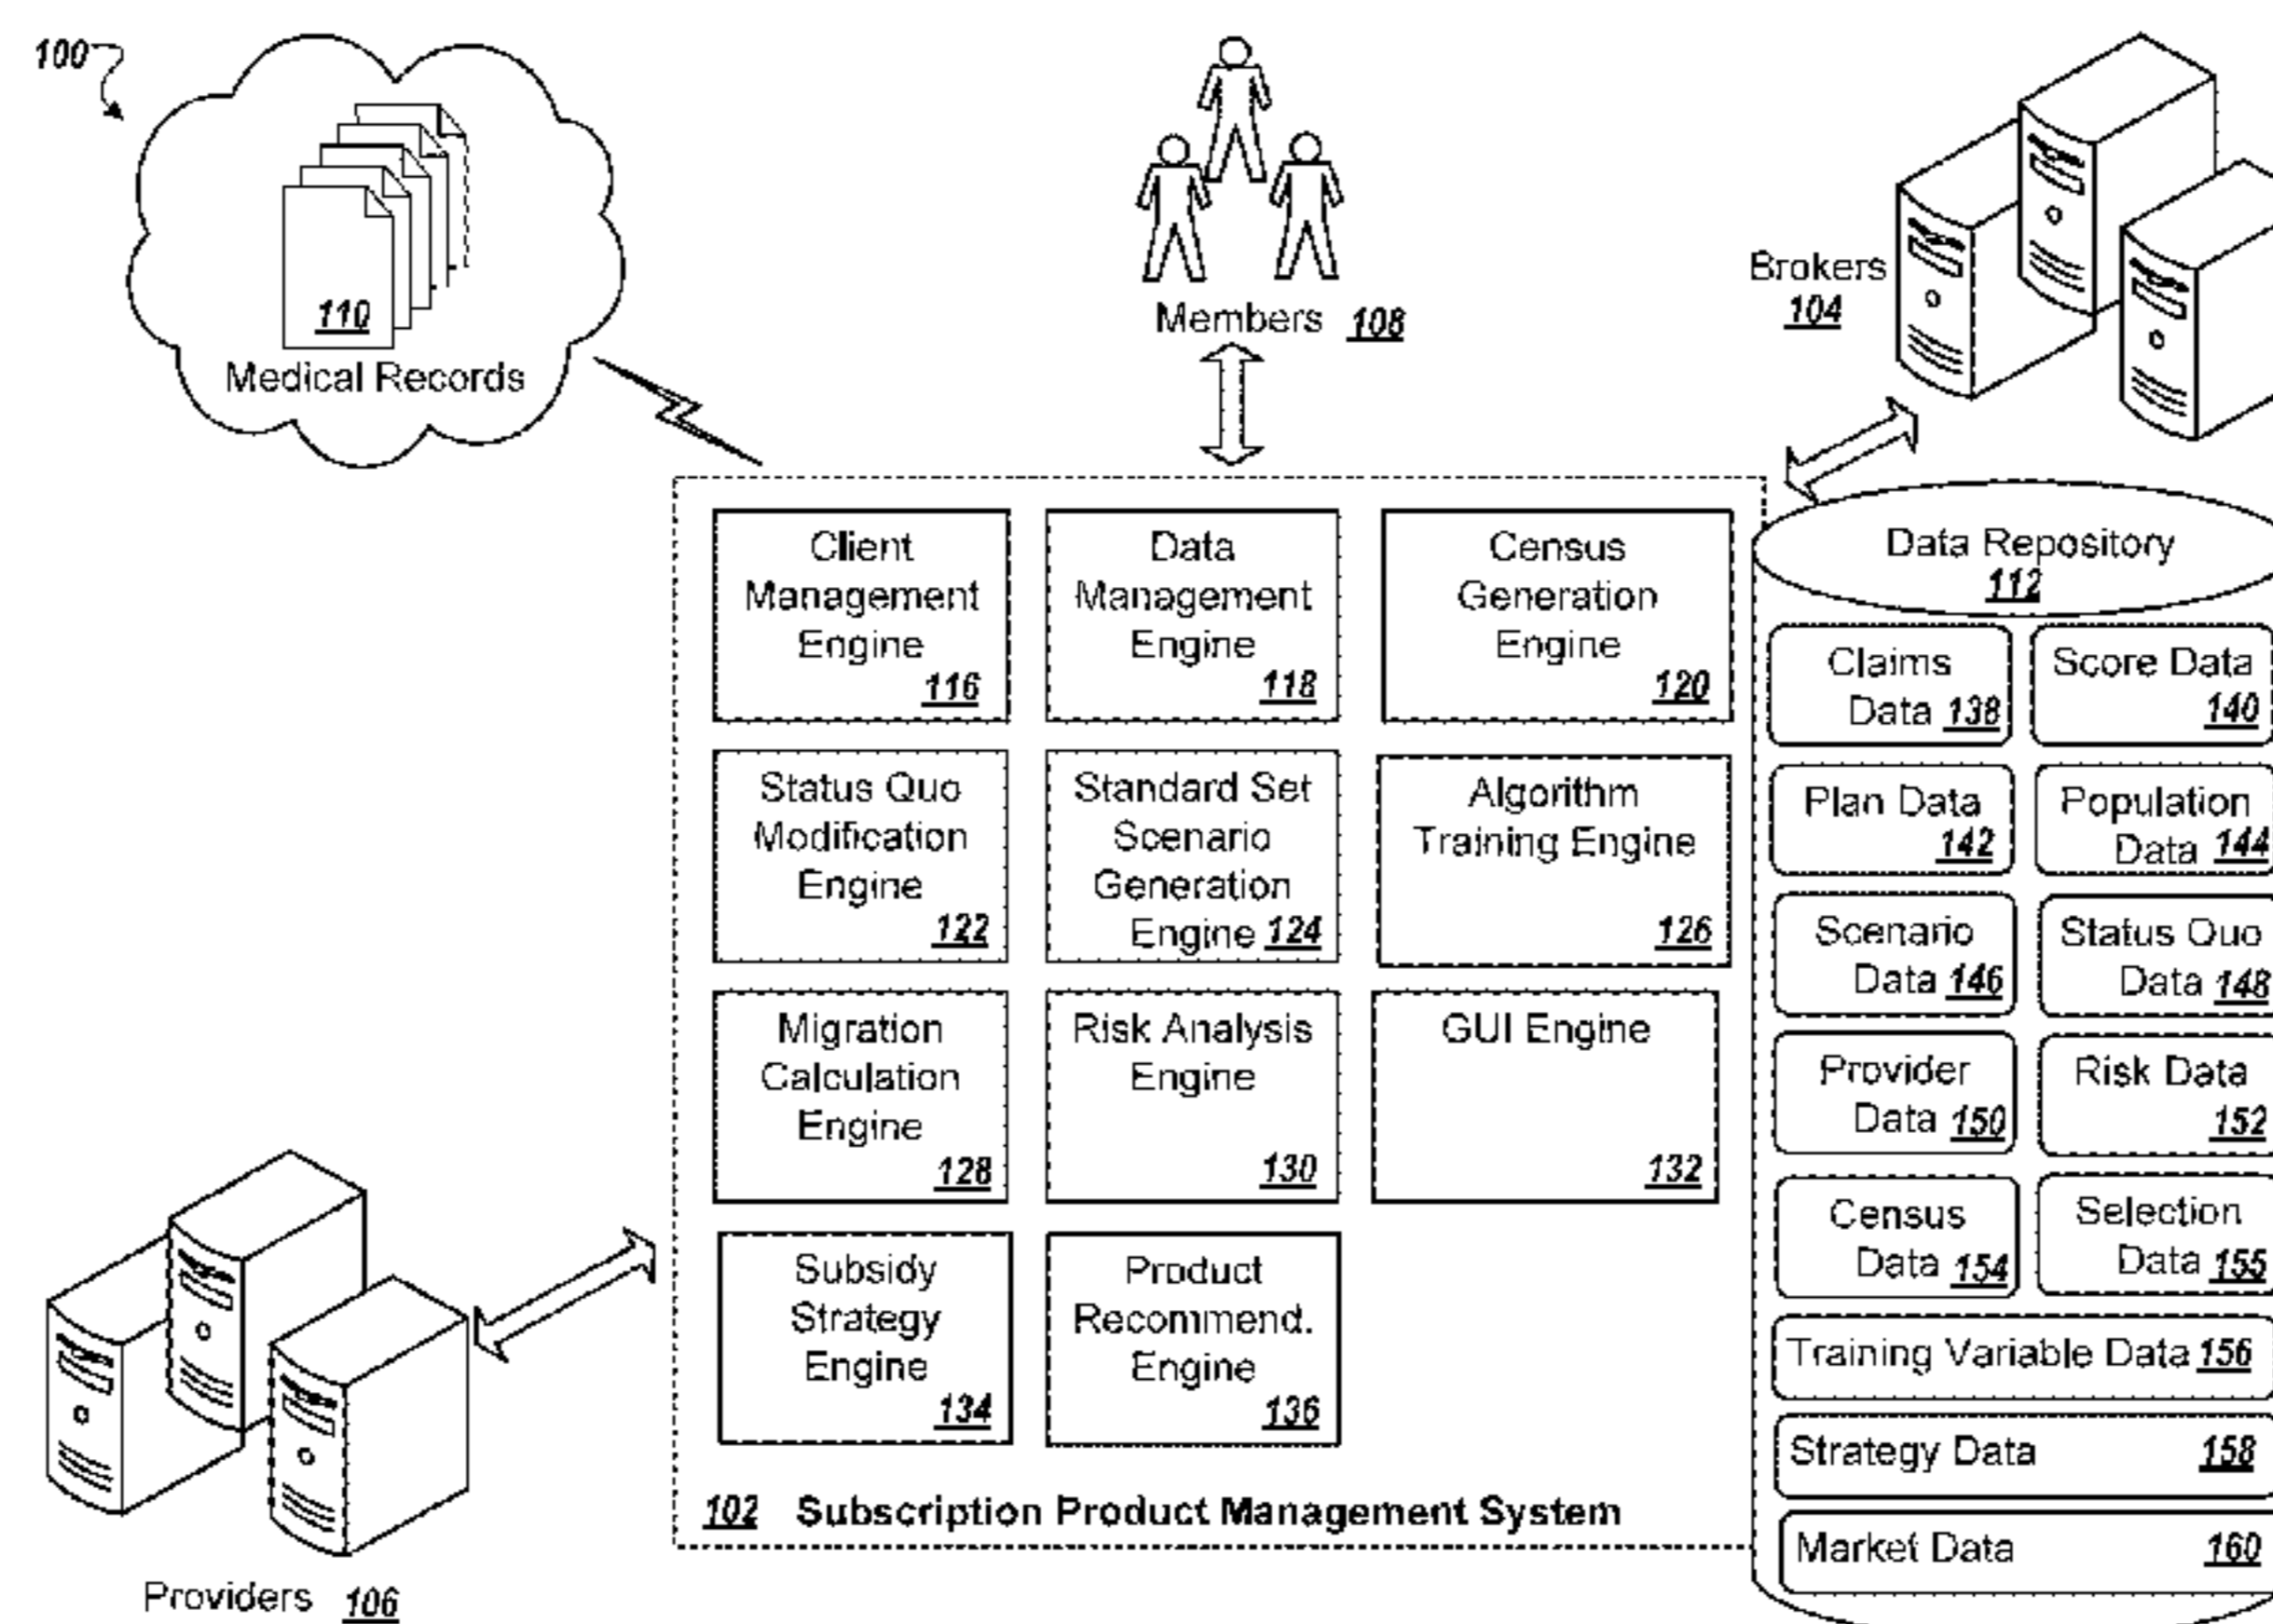 100
110
Medical Records
Members 108
Brokers
104
Client
Management
Engine
116
Data
Management
Engine
118
Census
Generation
Engine
120
Status Quo
Modification
Engine
122
Standard Set
Scenario
Generation
Engine 124
Algorithm
Training Engine
126
Migration
Calculation
Engine
128
Risk Analysis
Engine
130
GUI Engine
132
Subsidy
Strategy
Engine
134
Product
Recommend.
Engine
136
102 Subscription Product Management System
Data Repository
112
Claims
Data 138
Score Data
140
Plan Data
142
Population
Data 144
Scenario
Data 146
Status Quo
Data 148
Provider
Data 150
Risk Data
152
Census
Data 154
Selection
Data 155
Training Variable Data 156
Strategy Data 158
Market Data 160
Providers 106